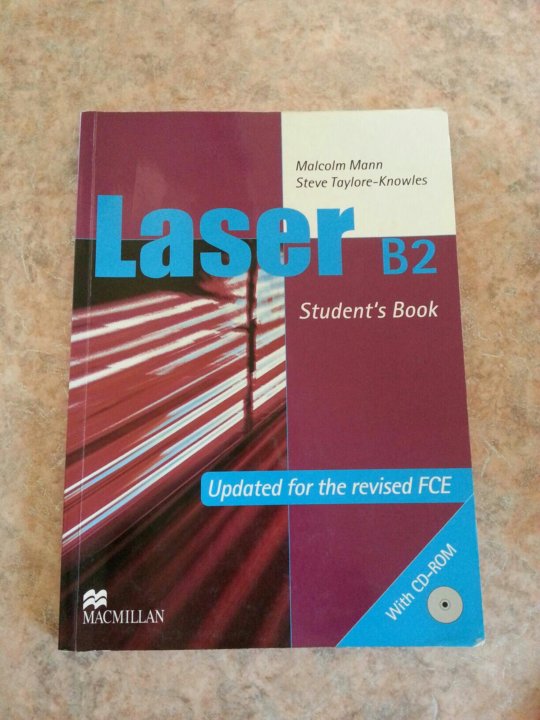 Malcolm Mann
Steve Taylore-Knowles
Laser B2
Student's Book
Updated for the revised FCE
With CD-ROM
MACMILLAN